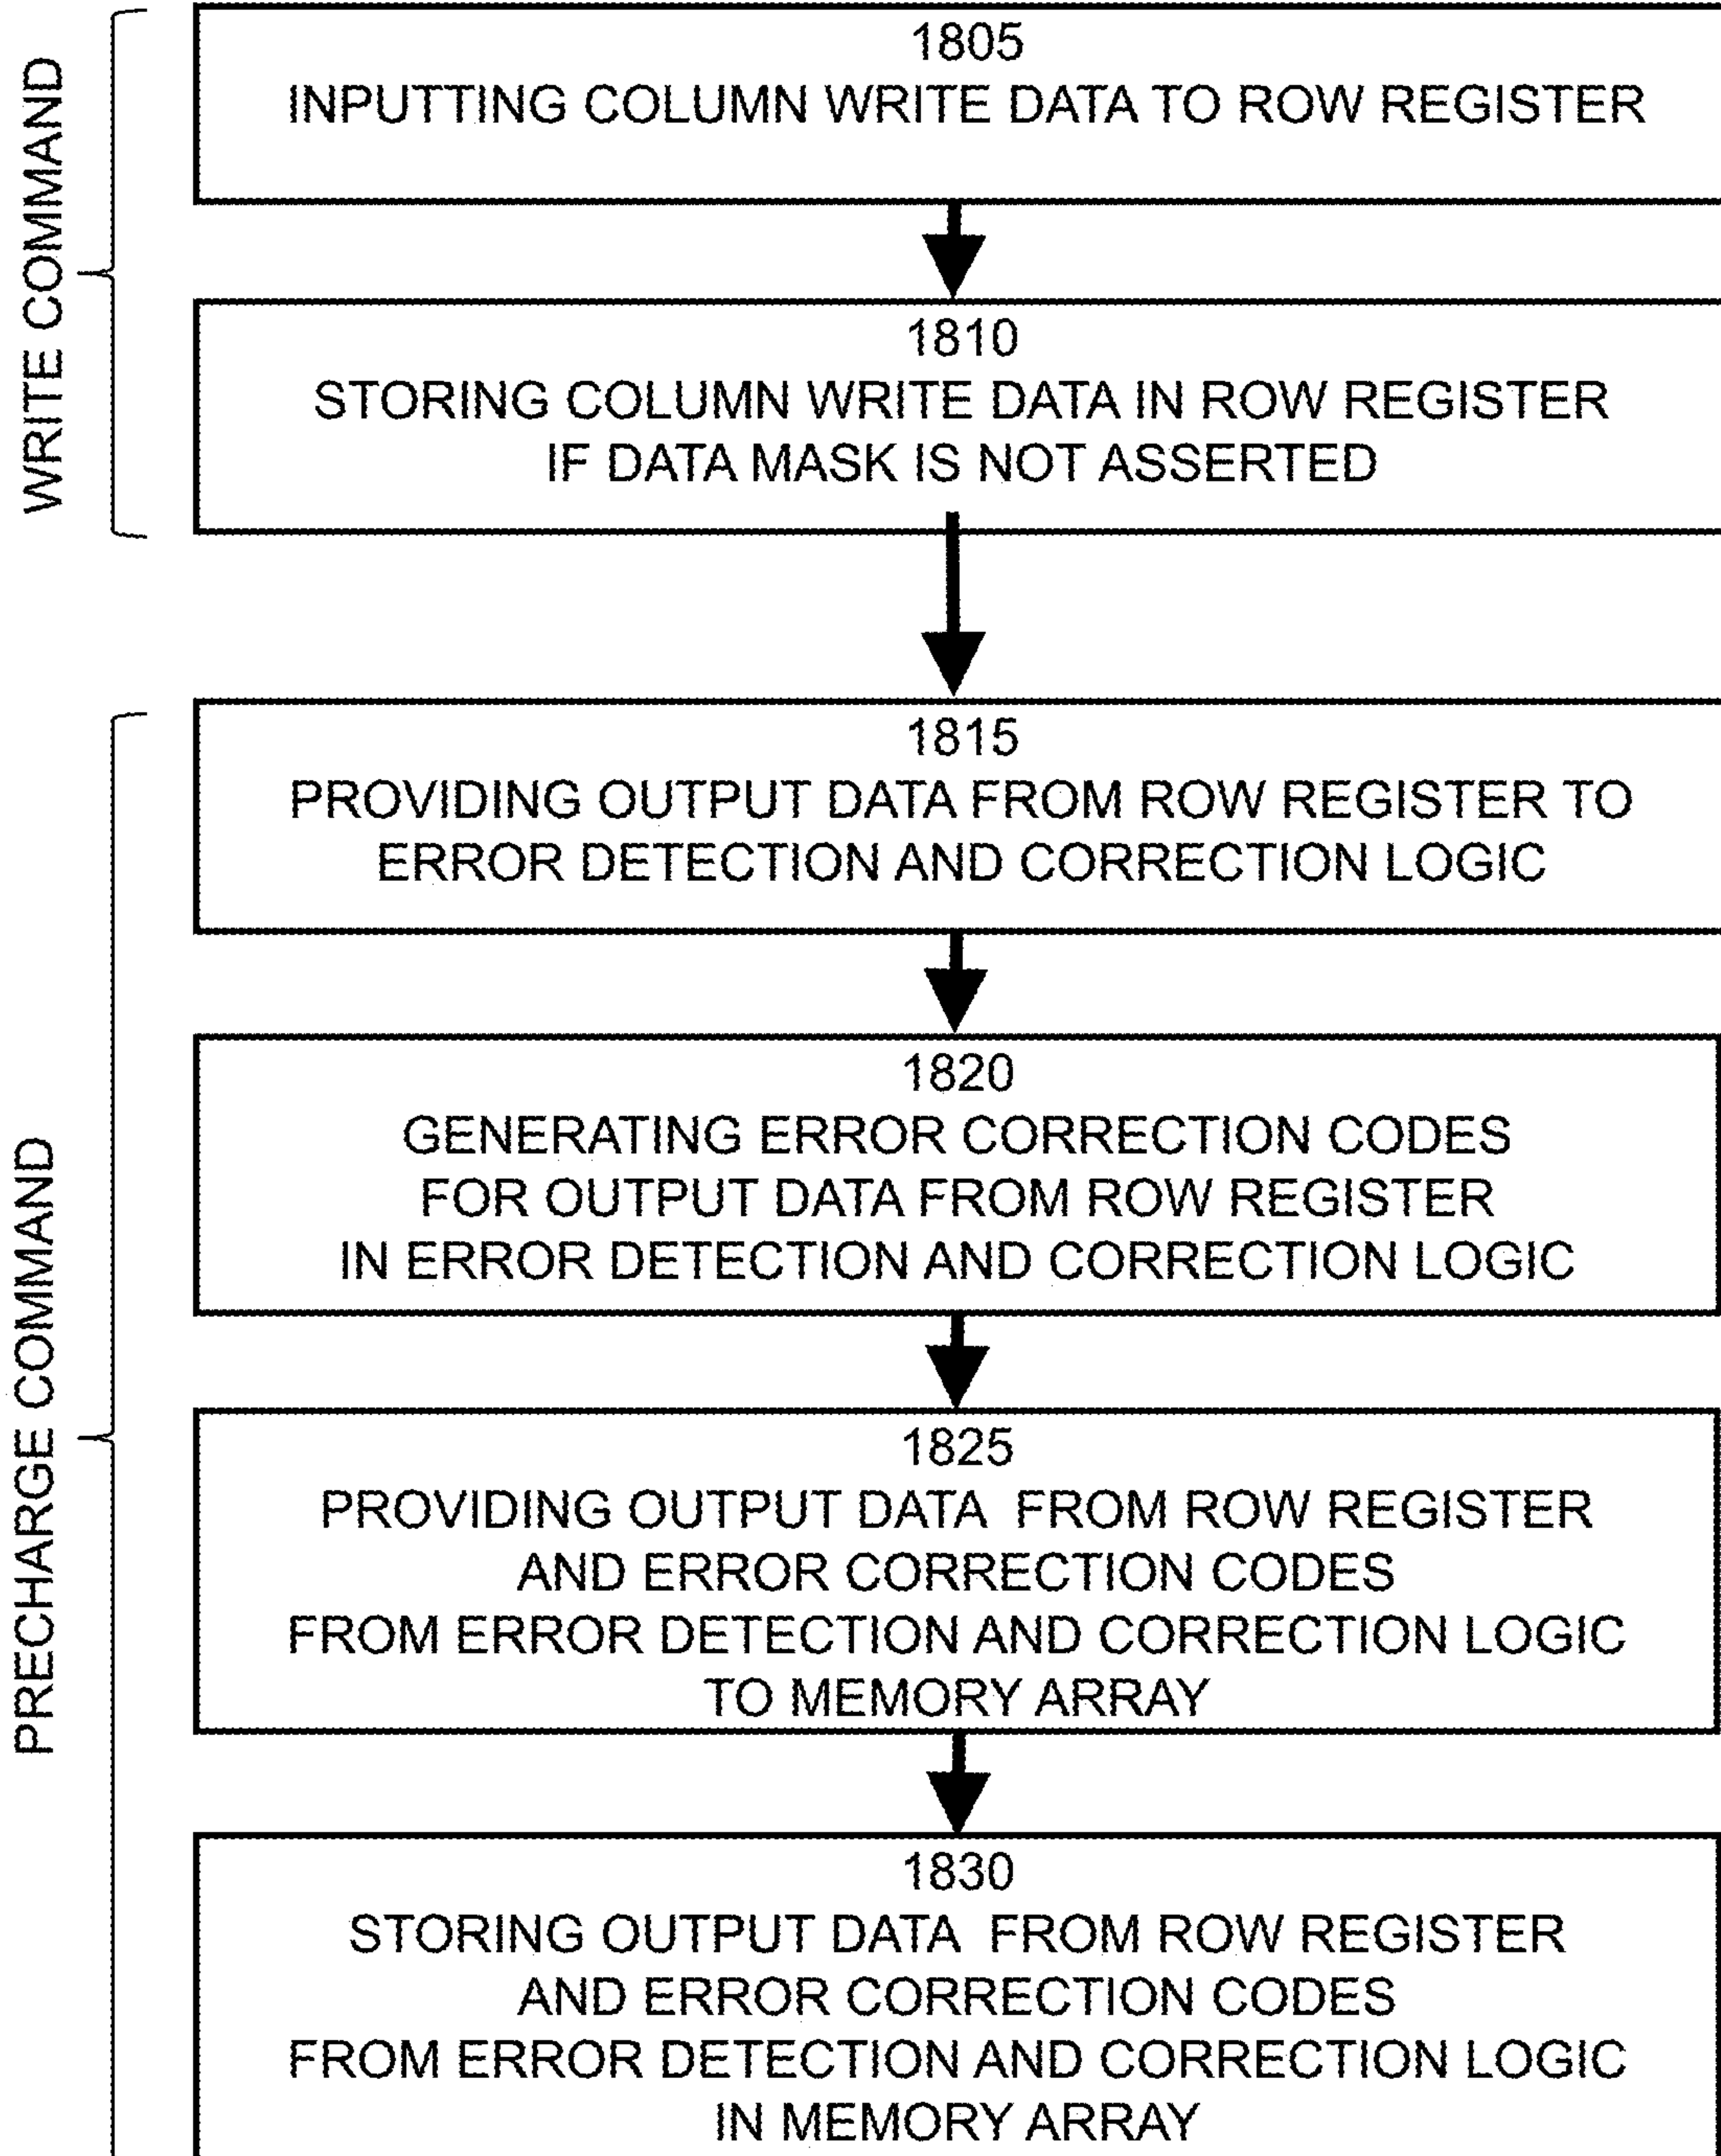 WRITE COMMAND
1805
INPUTTING COLUMN WRITE DATA TO ROW REGISTER
1810
STORING COLUMN WRITE DATA IN ROW REGISTER
IF DATA MASK IS NOT ASSERTED
PRECHARGE COMMAND
1815
PROVIDING OUTPUT DATA FROM ROW REGISTER TO
ERROR DETECTION AND CORRECTION LOGIC
1820
GENERATING ERROR CORRECTION CODES
FOR OUTPUT DATA FROM ROW REGISTER
IN ERROR DETECTION AND CORRECTION LOGIC
1825
PROVIDING OUTPUT DATA FROM ROW REGISTER
AND ERROR CORRECTION CODES
FROM ERROR DETECTION AND CORRECTION LOGIC
TO MEMORY ARRAY
1830
STORING OUTPUT DATA FROM ROW REGISTER
AND ERROR CORRECTION CODES
FROM ERROR DETECTION AND CORRECTION LOGIC
IN MEMORY ARRAY